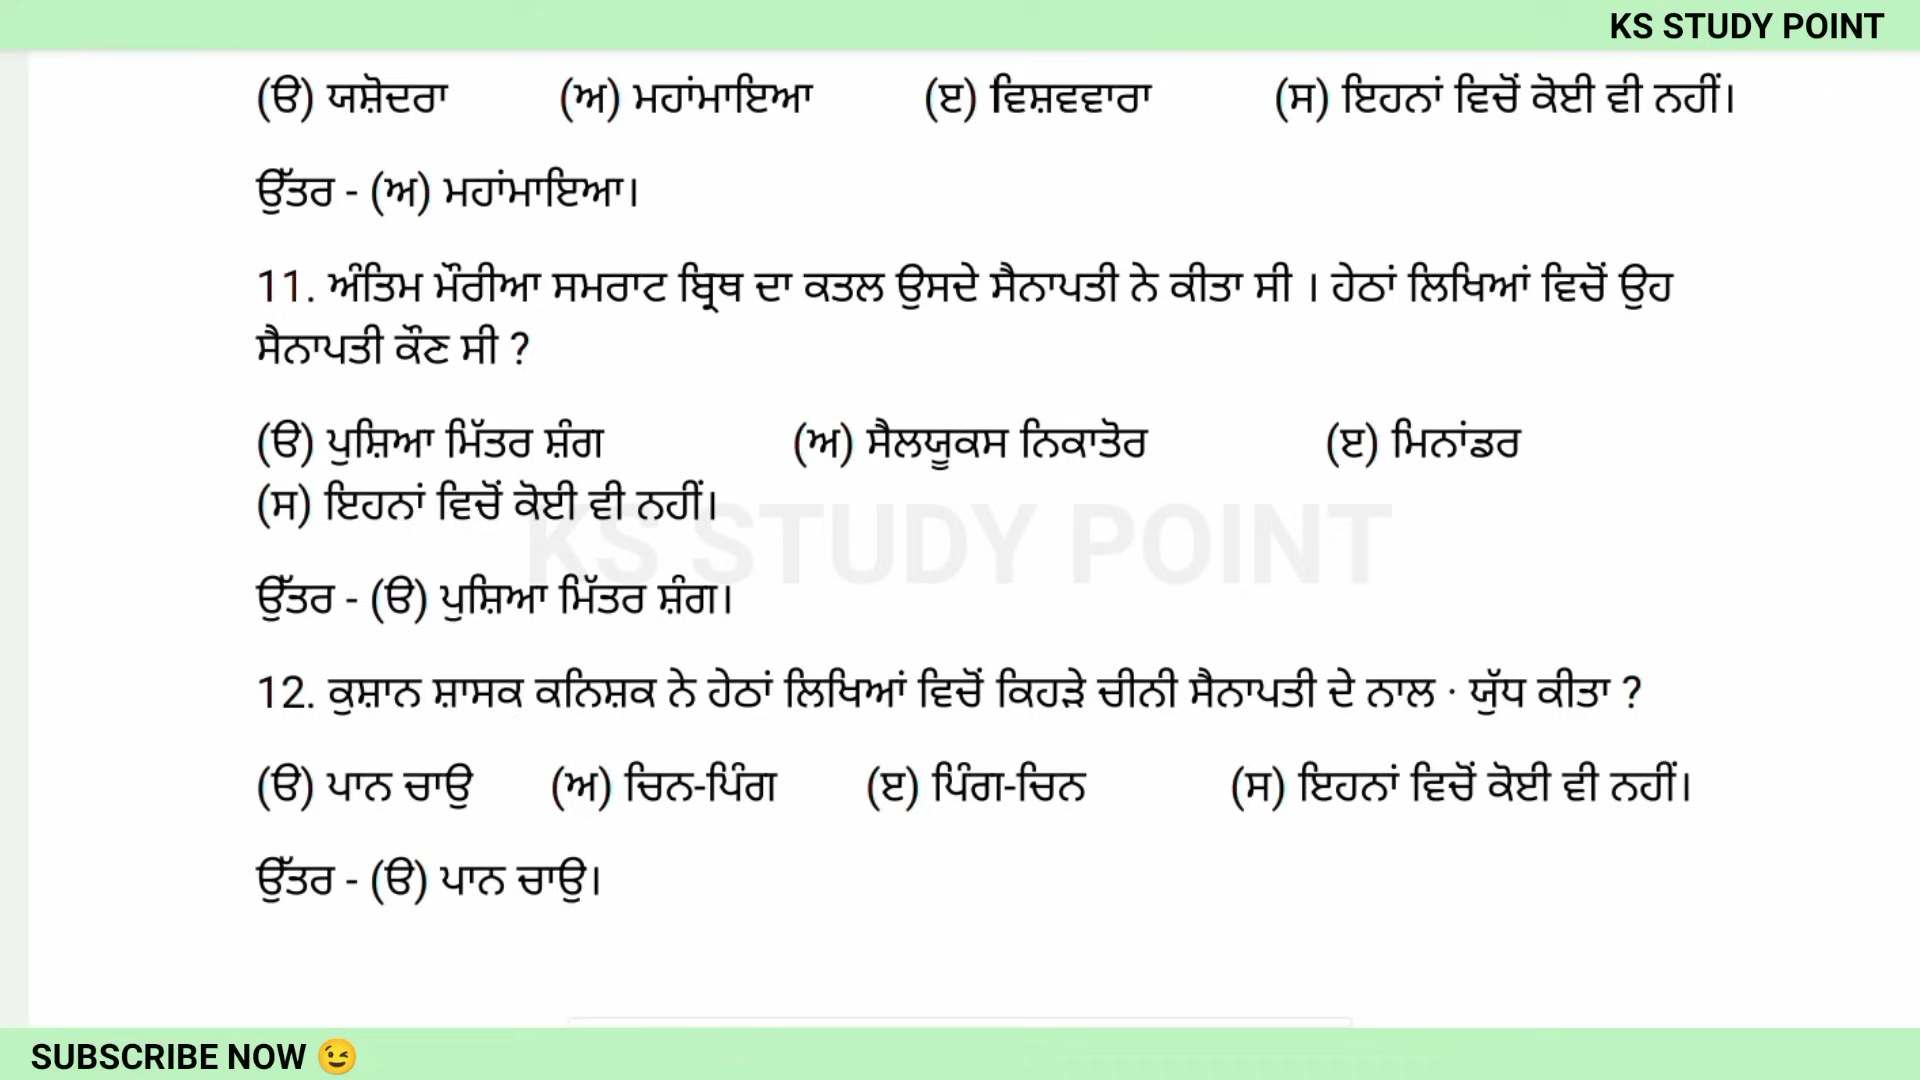 KS STUDY POINT
(ੳ) ਯਸ਼ੋਦਰਾ (ਅ) ਮਹਾਂਮਾਇਆ (ੲ) ਵਿਸ਼ਵਵਾਰਾ (ਸ) ਇਹਨਾਂ ਵਿਚੋਂ ਕੋਈ ਵੀ ਨਹੀਂ।
ਉੱਤਰ - (ਅ) ਮਹਾਂਮਾਇਆ।
11. ਅੰਤਿਮ ਮੌਰੀਆ ਸਮਰਾਟ ਬ੍ਰਿਥ ਦਾ ਕਤਲ ਉਸਦੇ ਸੈਨਾਪਤੀ ਨੇ ਕੀਤਾ ਸੀ । ਹੇਠਾਂ ਲਿਖਿਆਂ ਵਿਚੋਂ ਉਹ
ਸੈਨਾਪਤੀ ਕੌਣ ਸੀ ?
(ੳ) ਪੁਸ਼ਿਆ ਮਿੱਤਰ ਸ਼ੰਗ (ਅ) ਸੈਲਯੂਕਸ ਨਿਕਾਤੋਰ (ੲ) ਮਿਨਾਂਡਰ
(ਸ) ਇਹਨਾਂ ਵਿਚੋਂ ਕੋਈ ਵੀ ਨਹੀਂ।
KS STUDY POINT
ਉੱਤਰ - (ੳ) ਪੁਸ਼ਿਆ ਮਿੱਤਰ ਸ਼ੰਗ।
12. ਕੁਸ਼ਾਨ ਸ਼ਾਸਕ ਕਨਿਸ਼ਕ ਨੇ ਹੇਠਾਂ ਲਿਖਿਆਂ ਵਿਚੋਂ ਕਿਹੜੇ ਚੀਨੀ ਸੈਨਾਪਤੀ ਦੇ ਨਾਲ · ਯੁੱਧ ਕੀਤਾ ?
(ੳ) ਪਾਨ ਚਾਉ (ਅ) ਚਿਨ-ਪਿੰਗ (ੲ) ਪਿੰਗ-ਚਿਨ (ਸ) ਇਹਨਾਂ ਵਿਚੋਂ ਕੋਈ ਵੀ ਨਹੀਂ।
ਉੱਤਰ - (ੳ) ਪਾਨ ਚਾਉ।
SUBSCRIBE NOW 😉